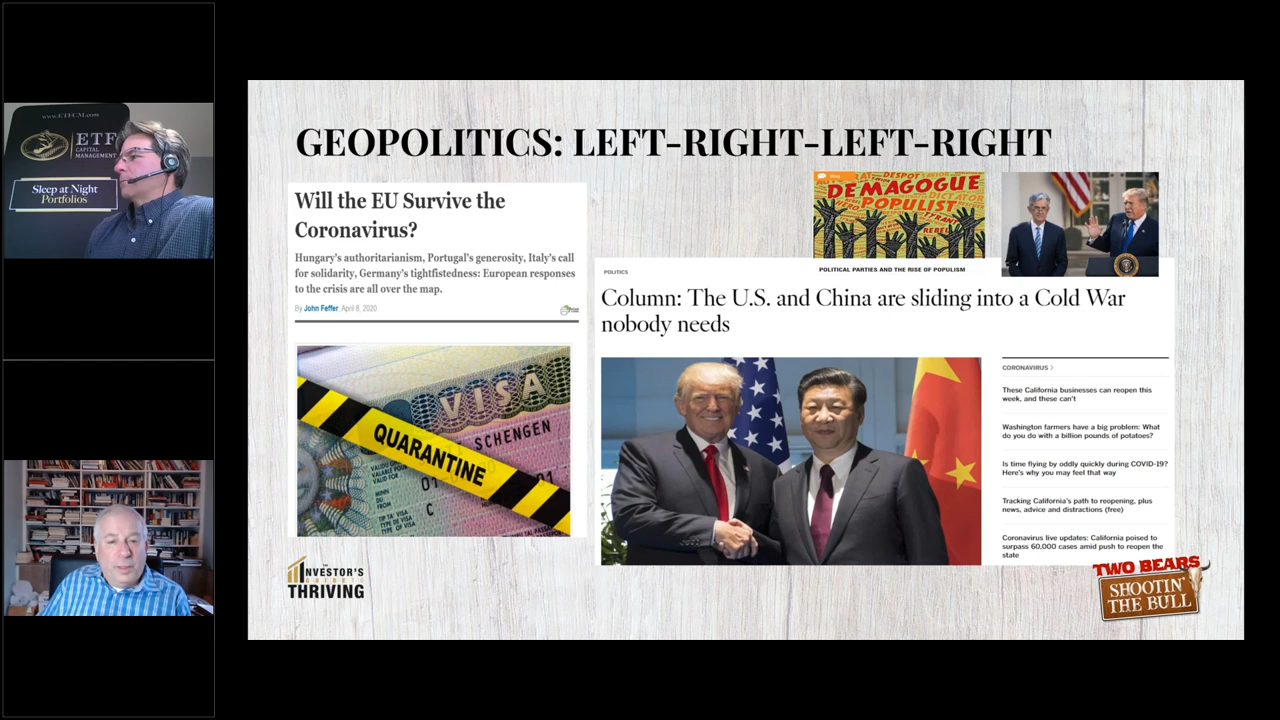 www.ETFCM.com
ETF
CAPITAL
MANAGEMENT
Sleep at Night
Portfolios
GEOPOLITICS: LEFT-RIGHT-LEFT-RIGHT
Will the EU Survive the
Coronavirus?
Hungary's authoritarianism, Portugal's generosity, Italy's call
for solidarity, Germany's tightfistedness: European responses
to the crisis are all over the map.
By John Feffer, April 8, 2020
VISA
SCHENGEN
QUARANTINE
DESPOT
DEMAGOGUE
DICTATOR
POPULIST
TYRANT
REBEL
POLITICAL PARTIES AND THE RISE OF POPULISM
POLITICS
Column: The U.S. and China are sliding into a Cold War
nobody needs
CORONAVIRUS >
These California businesses can reopen this
week, and these can't
Washington farmers have a big problem: What
do you do with a billion pounds of potatoes?
Is time flying by oddly quickly during COVID-19?
Here's why you may feel that way
Tracking California's path to reopening, plus
news, advice and distractions (free)
Coronavirus live updates: California poised to
surpass 60,000 cases amid push to reopen the
state
INVESTOR'S
THRIVING
TWO BEARS
SHOOTIN'
THE BULL